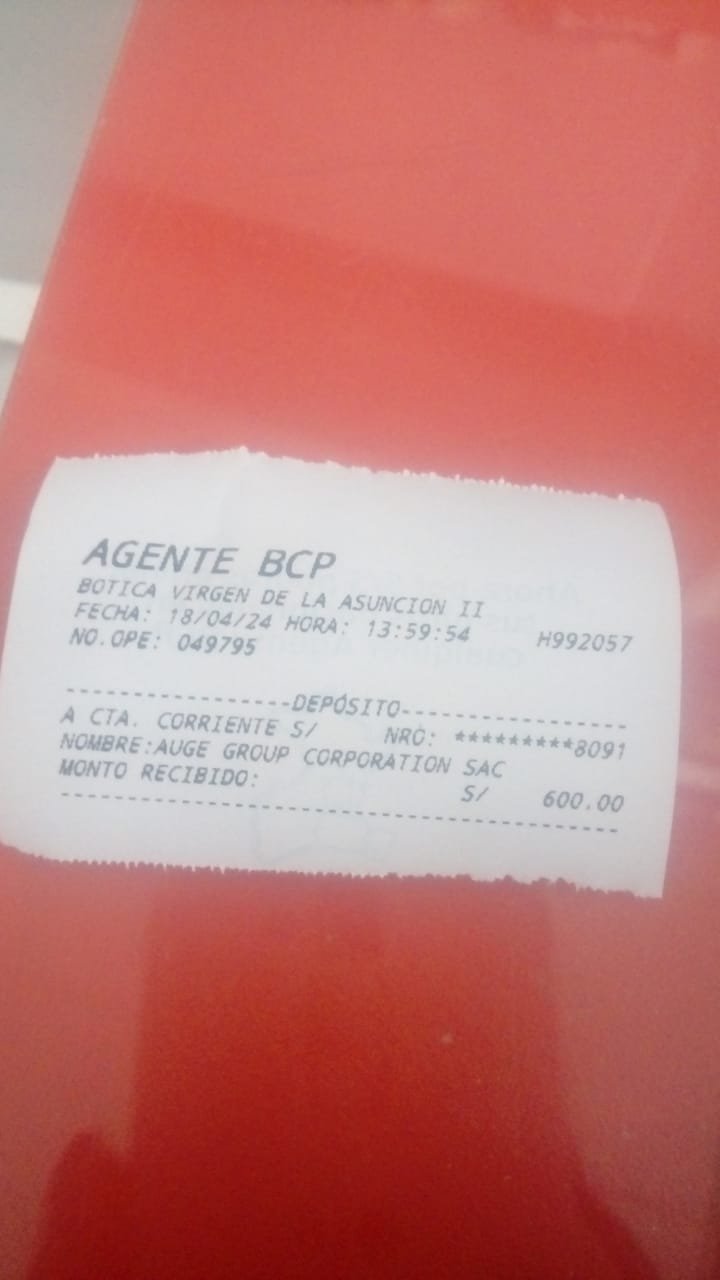 AGENTE BCP
BOTICA VIRGEN DE LA ASUNCION II
FECHA: 18/04/24 HORA: 13:59:54 H992057
NO.OPE: 049795
-----------------DEPÓSITO-----------------
A CTA. CORRIENTE S/ NRO: *********8091
NOMBRE:AUGE GROUP CORPORATION SAC
MONTO RECIBIDO: S/ 600.00
------------------------------------------